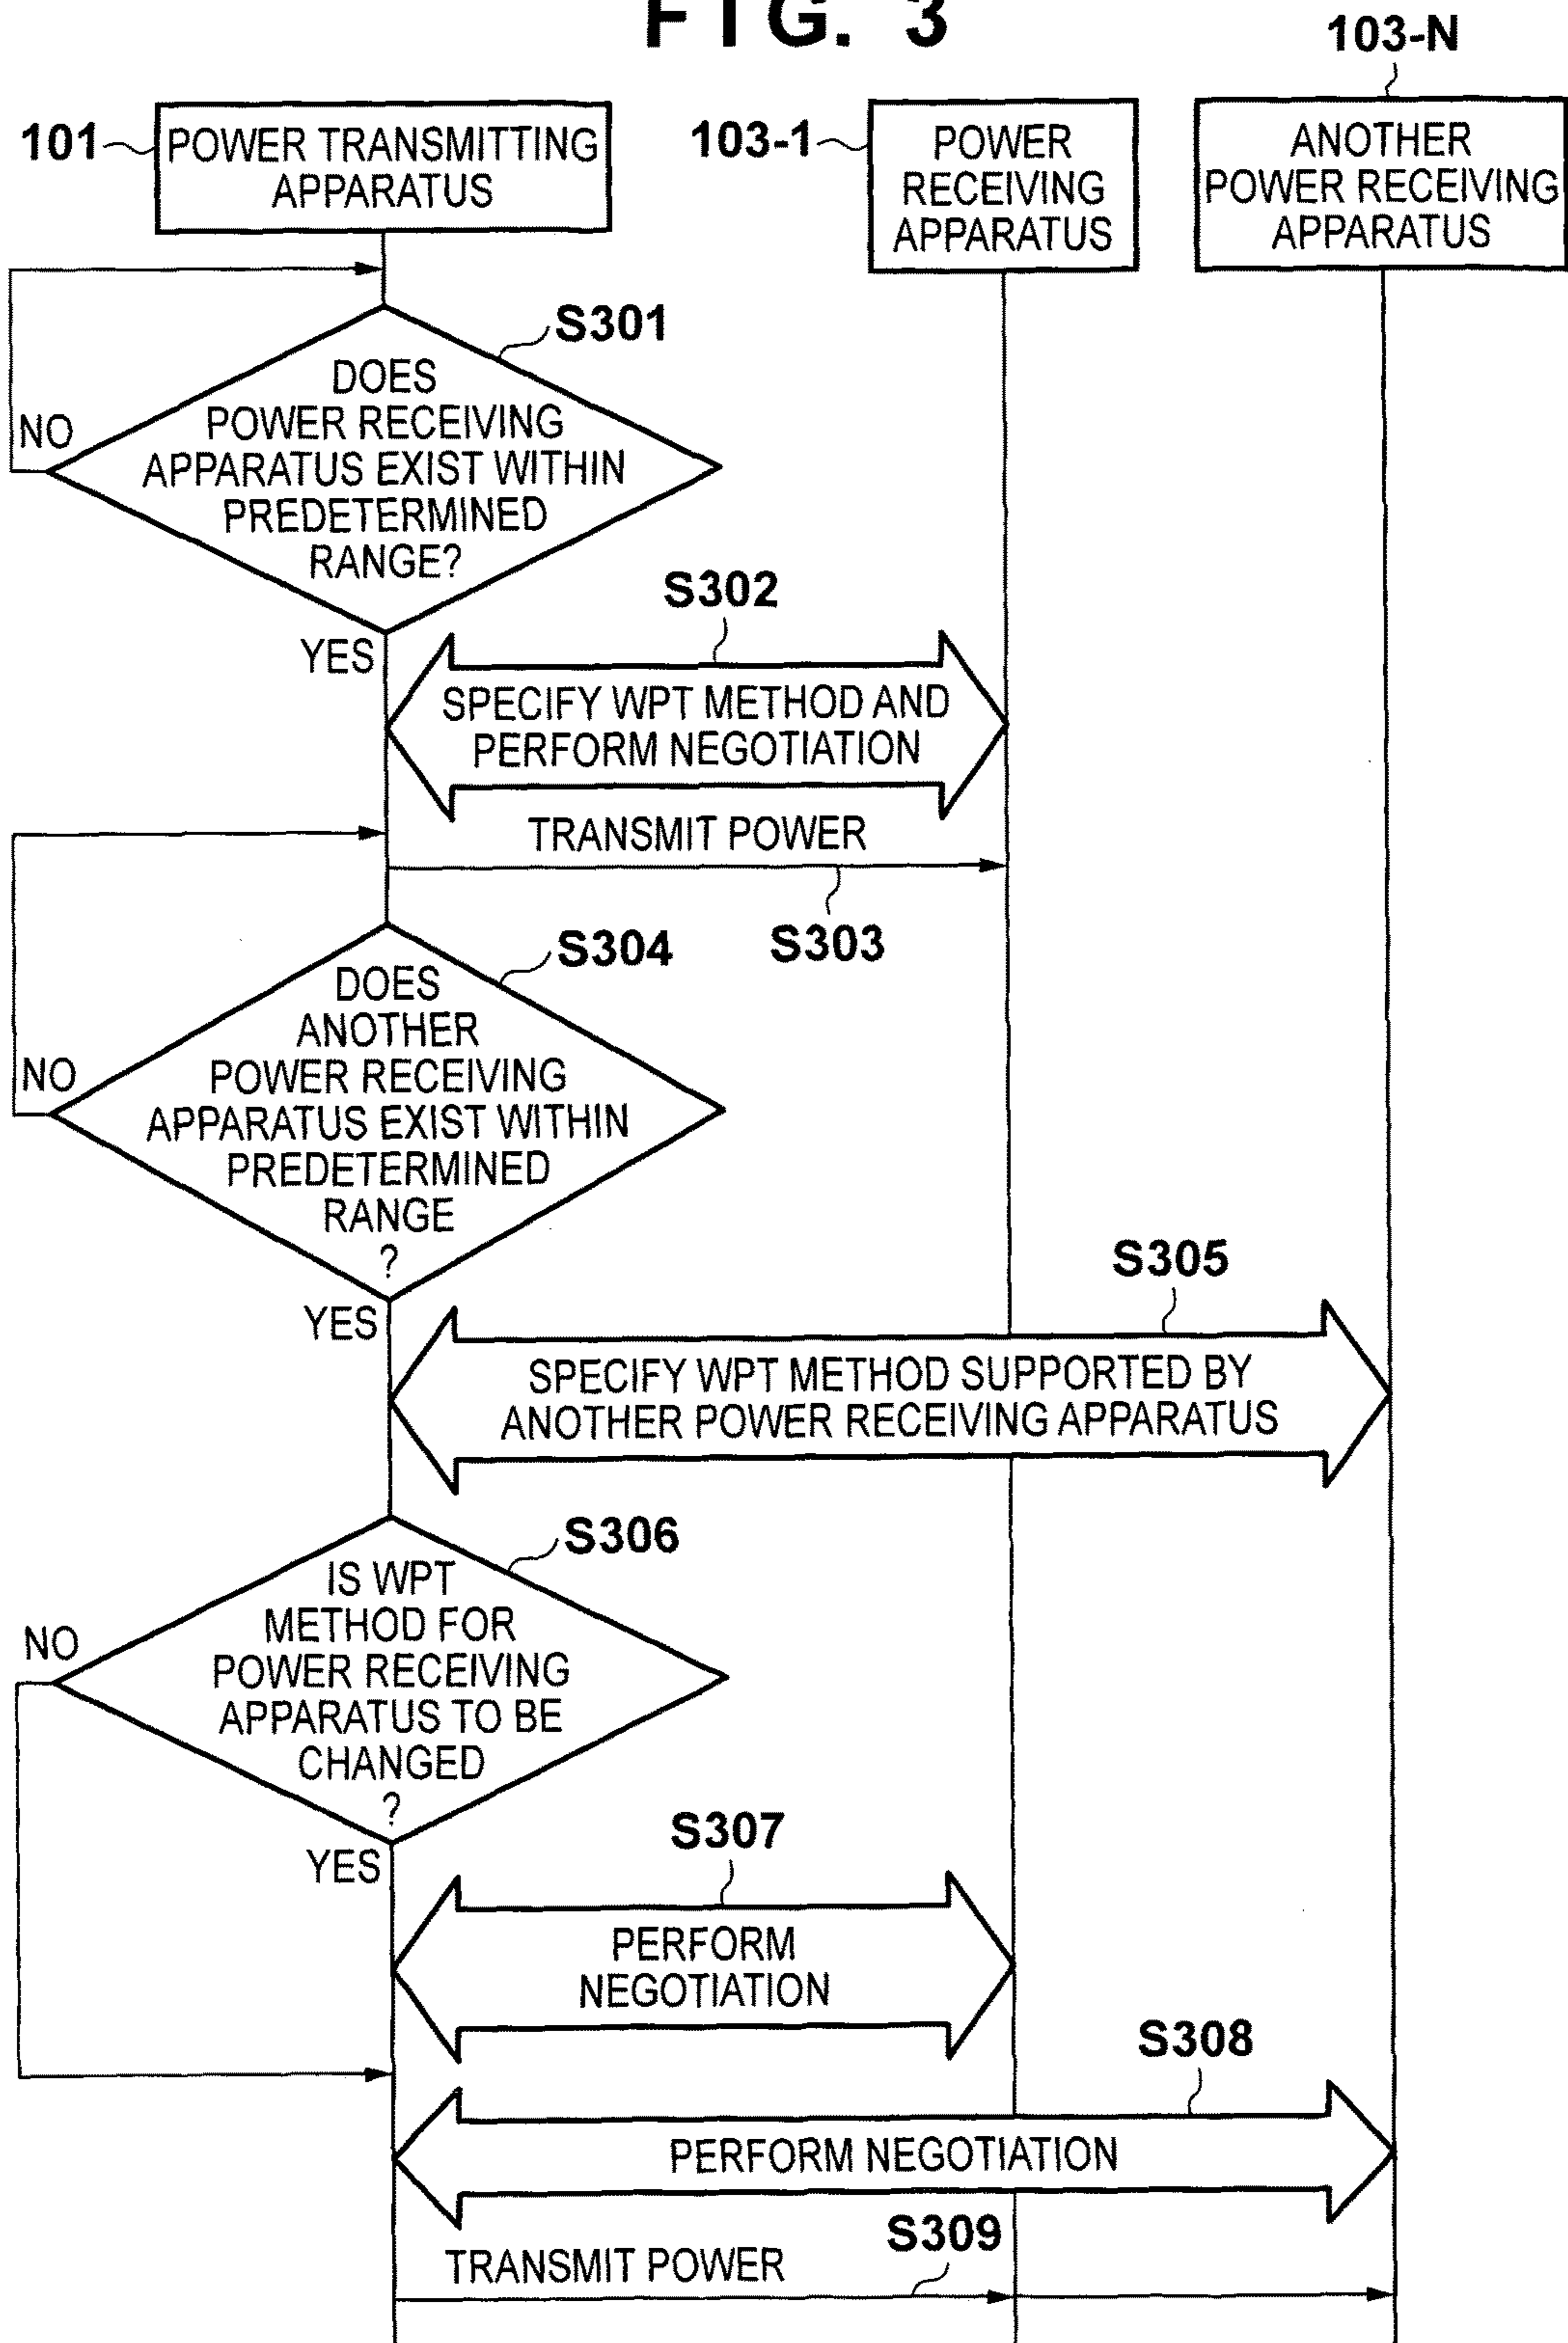 FIG. 3
103-N
101
POWER TRANSMITTING
APPARATUS
103-1
POWER
RECEIVING
APPARATUS
ANOTHER
POWER RECEIVING
APPARATUS
S301
DOES
POWER RECEIVING
APPARATUS EXIST WITHIN
PREDETERMINED
RANGE?
NO
YES
S302
SPECIFY WPT METHOD AND
PERFORM NEGOTIATION
TRANSMIT POWER
S303
S304
DOES
ANOTHER
POWER RECEIVING
APPARATUS EXIST WITHIN
PREDETERMINED
RANGE
?
NO
YES
S305
SPECIFY WPT METHOD SUPPORTED BY
ANOTHER POWER RECEIVING APPARATUS
S306
IS WPT
METHOD FOR
POWER RECEIVING
APPARATUS TO BE
CHANGED
?
NO
YES
S307
PERFORM
NEGOTIATION
S308
PERFORM NEGOTIATION
S309
TRANSMIT POWER